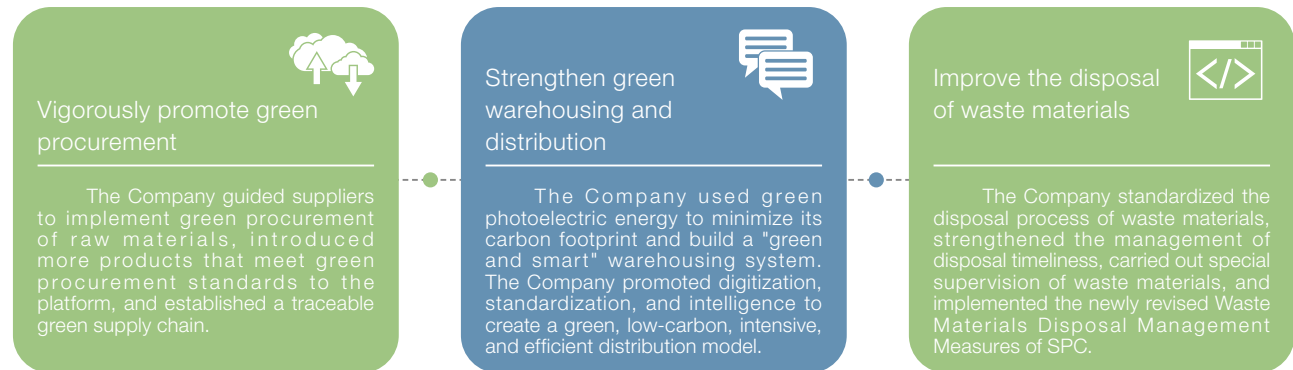 Vigorously promote green
procurement
The Company guided suppliers
to implement green procurement
of raw materials, introduced
more products that meet green
procurement standards to the
platform, and established a traceable
green supply chain.
Strengthen green
warehousing and
distribution
The Company used green
photoelectric energy to minimize its
carbon footprint and build a "green
and smart" warehousing system.
The Company promoted digitization,
standardization, and intelligence to
create a green, low-carbon, intensive,
and efficient distribution model.
</>
Improve the disposal
of waste materials
The Company standardized the
disposal process of waste materials,
strengthened the management of
disposal timeliness, carried out special
supervision of waste materials, and
implemented the newly revised Waste
Materials Disposal Management
Measures of SPC.